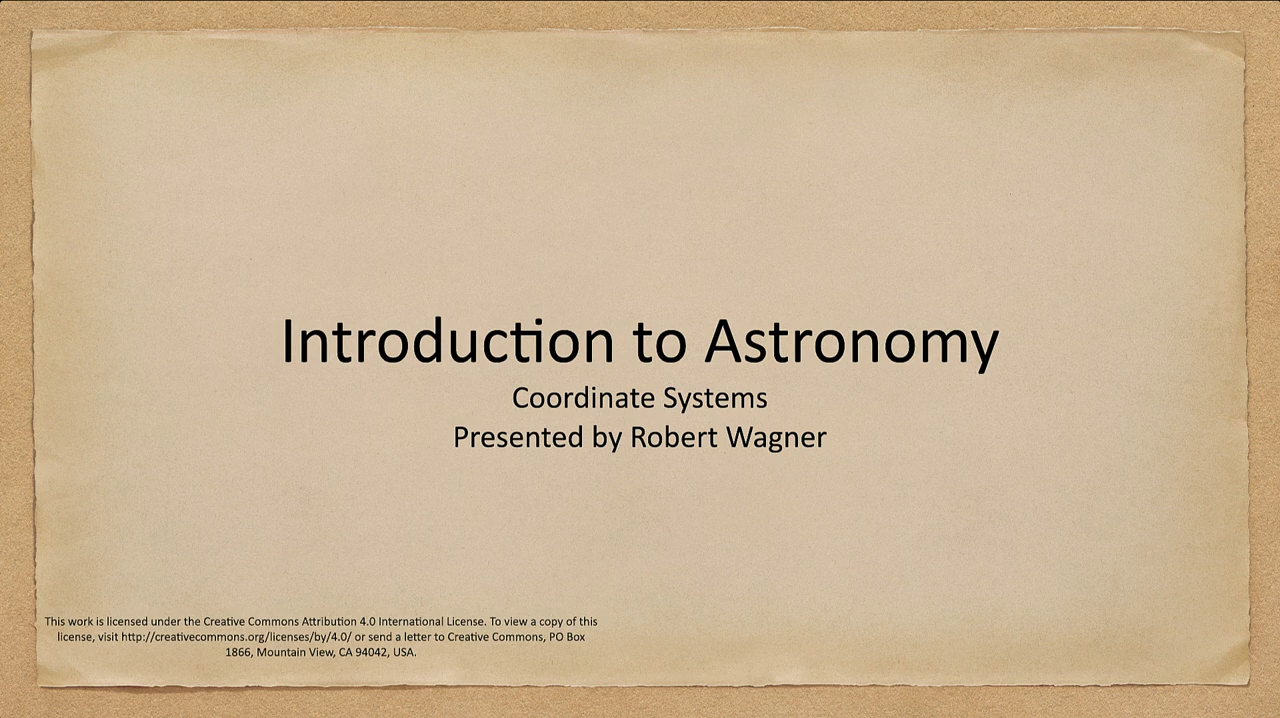 Introduction to Astronomy
Coordinate Systems
Presented by Robert Wagner
This work is licensed under the Creative Commons Attribution 4.0 International License. To view a copy of this
license, visit http://creativecommons.org/licenses/by/4.0/ or send a letter to Creative Commons, PO Box
1866, Mountain View, CA 94042, USA.